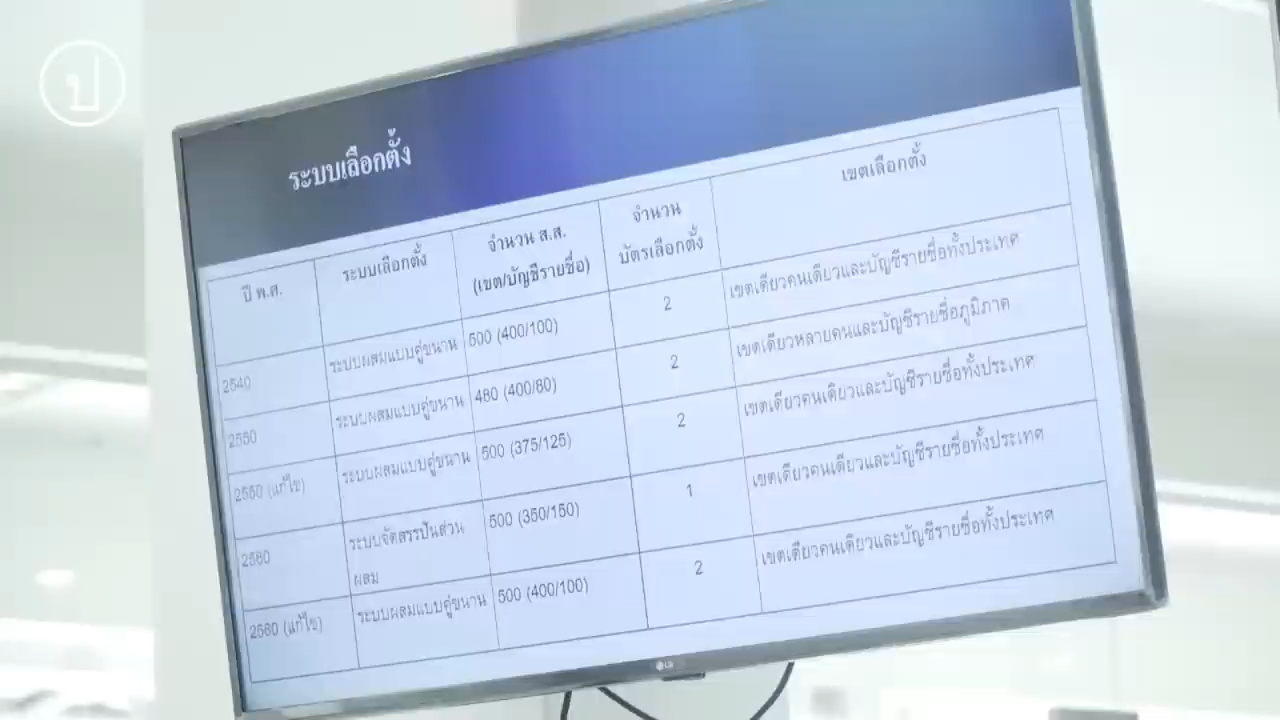 ป
ระบบเลือกตั้ง
ปี พ.ศ. ระบบเลือกตั้ง จำนวน ส.ส. (เขต/บัญชีรายชื่อ) จำนวน บัตรเลือกตั้ง เขตเลือกตั้ง
2540 ระบบผสมแบบคู่ขนาน 500 (400/100) 2 เขตเดียวคนเดียวและบัญชีรายชื่อทั้งประเทศ
2550 ระบบผสมแบบคู่ขนาน 480 (400/80) 2 เขตเดียวหลายคนและบัญชีรายชื่อภูมิภาค
2550 (แก้ไข) ระบบผสมแบบคู่ขนาน 500 (375/125) 2 เขตเดียวคนเดียวและบัญชีรายชื่อทั้งประเทศ
2560 ระบบจัดสรรปันส่วน ผสม 500 (350/150) 1 เขตเดียวคนเดียวและบัญชีรายชื่อทั้งประเทศ
2560 (แก้ไข) ระบบผสมแบบคู่ขนาน 500 (400/100) 2 เขตเดียวคนเดียวและบัญชีรายชื่อทั้งประเทศ
LG